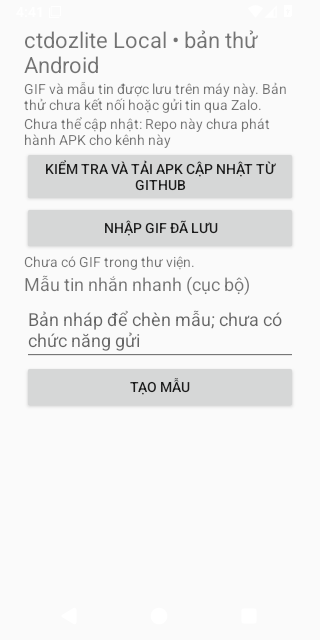 4:41
ctdozlite Local • bản thử
Android
GIF và mẫu tin được lưu trên máy này. Bản
thử chưa kết nối hoặc gửi tin qua Zalo.
Chưa thể cập nhật: Repo này chưa phát
hành APK cho kênh này
KIỂM TRA VÀ TẢI APK CẬP NHẬT TỪ
GITHUB
NHẬP GIF ĐÃ LƯU
Chưa có GIF trong thư viện.
Mẫu tin nhắn nhanh (cục bộ)
Bản nháp để chèn mẫu; chưa có
chức năng gửi
TẠO MẪU